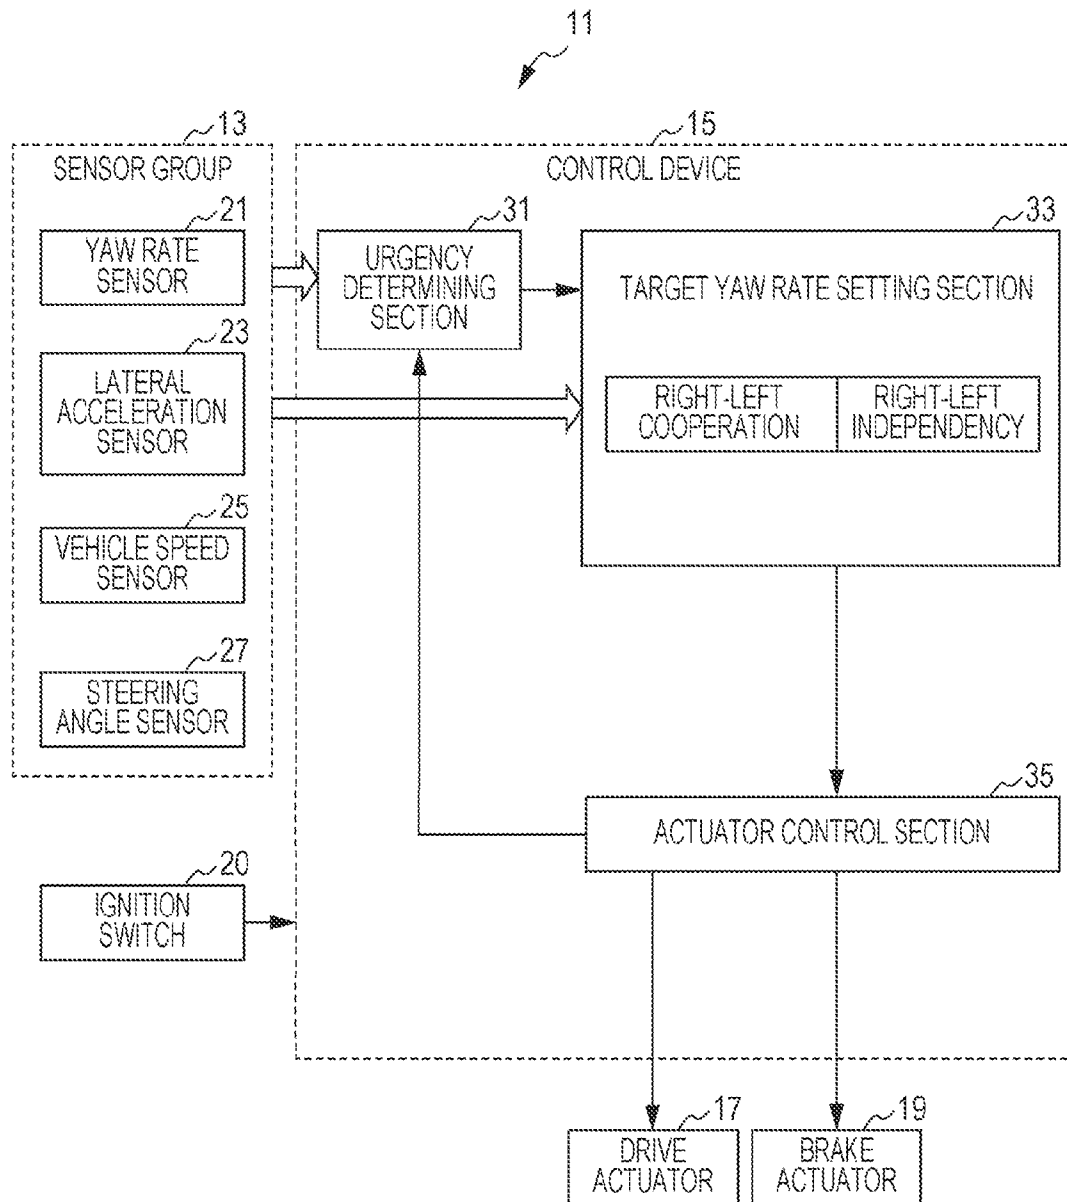 11
13
SENSOR GROUP
15
CONTROL DEVICE
21
YAW RATE
SENSOR
31
URGENCY
DETERMINING
SECTION
33
TARGET YAW RATE SETTING SECTION
23
LATERAL
ACCELERATION
SENSOR
RIGHT-LEFT
COOPERATION
RIGHT-LEFT
INDEPENDENCY
25
VEHICLE SPEED
SENSOR
27
STEERING
ANGLE SENSOR
35
ACTUATOR CONTROL SECTION
20
IGNITION
SWITCH
17
DRIVE
ACTUATOR
19
BRAKE
ACTUATOR